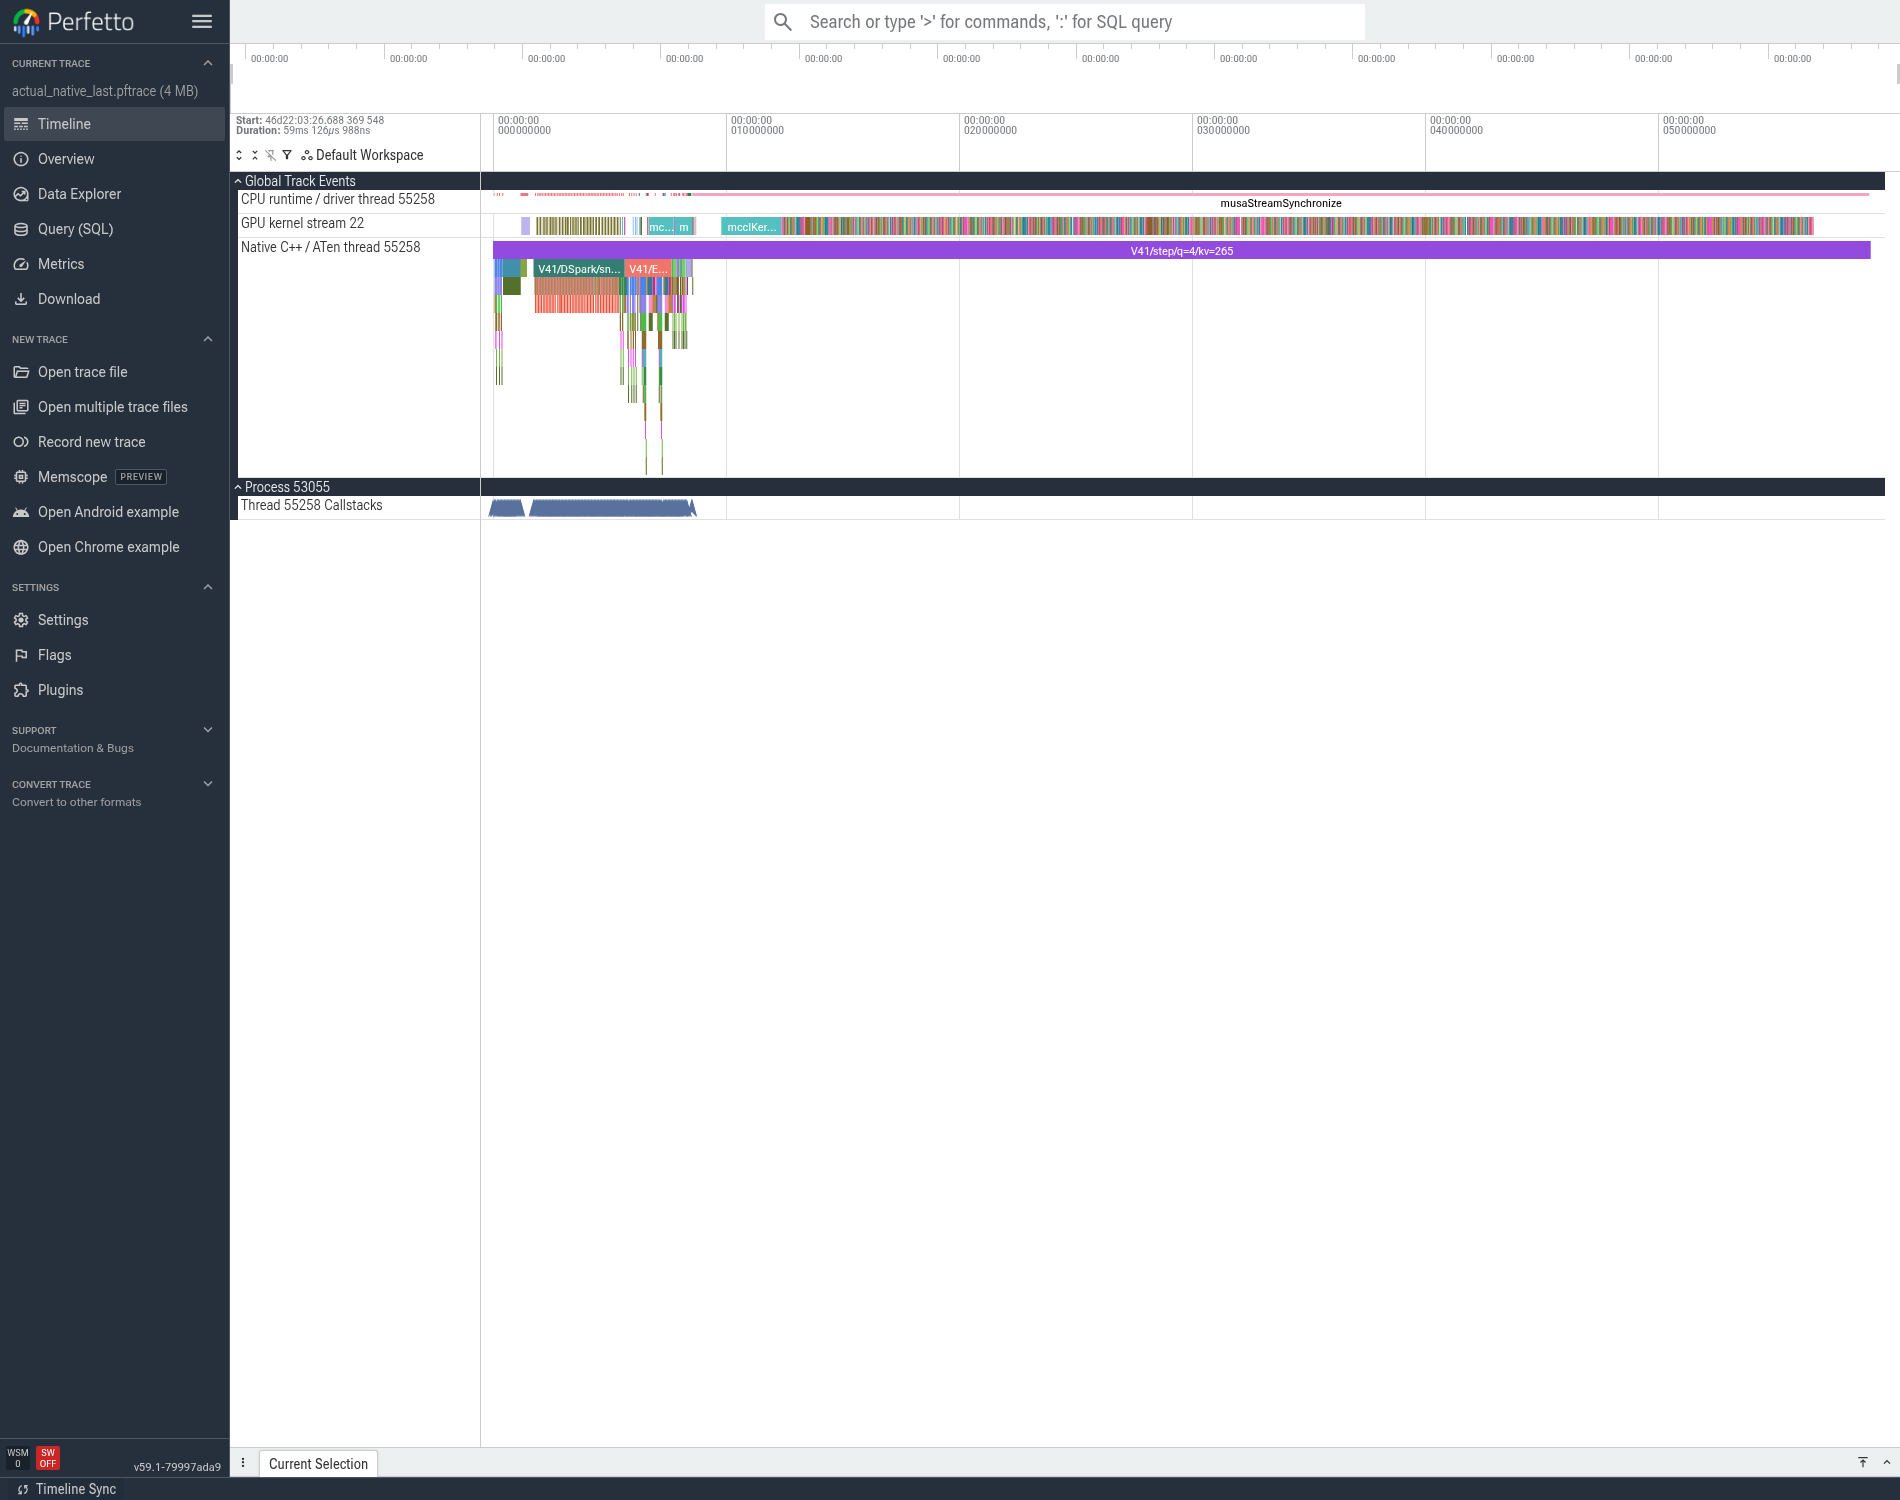 Perfetto
Search or type '>' for commands, ':' for SQL query
CURRENT TRACE
actual_native_last.pftrace (4 MB)
Timeline
Overview
Data Explorer
Query (SQL)
Metrics
Download
NEW TRACE
Open trace file
Open multiple trace files
Record new trace
Memscope PREVIEW
Open Android example
Open Chrome example
SETTINGS
Settings
Flags
Plugins
SUPPORT
Documentation & Bugs
CONVERT TRACE
Convert to other formats
WSM
0
SW
OFF
v59.1-79997ada9
Timeline Sync
00:00:00 00:00:00 00:00:00 00:00:00 00:00:00 00:00:00 00:00:00 00:00:00 00:00:00 00:00:00 00:00:00 00:00:00
Start: 46d22:03:26.688 369 548
Duration: 59ms 126µs 988ns
00:00:00 00:00:00 00:00:00 00:00:00 00:00:00 00:00:00
000000000 010000000 020000000 030000000 040000000 050000000
Default Workspace
Global Track Events
CPU runtime / driver thread 55258
musaStreamSynchronize
GPU kernel stream 22
mc... m mcclKer...
Native C++ / ATen thread 55258
V41/step/q=4/kv=265
V41/DSpark/sn... V41/E...
Process 53055
Thread 55258 Callstacks
Current Selection